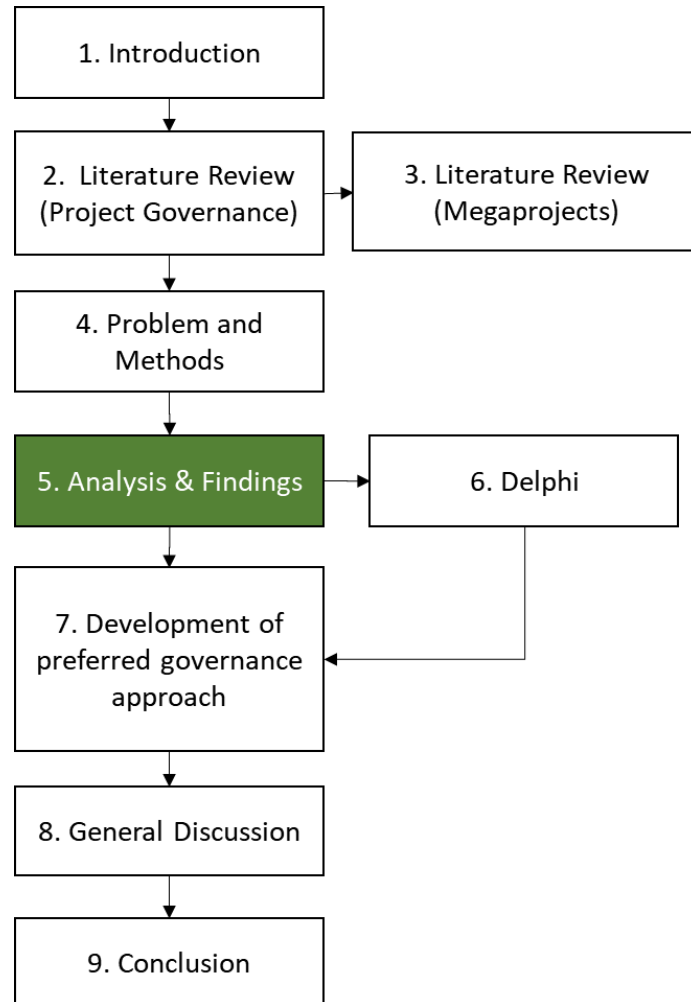 1. Introduction
2. Literature Review
(Project Governance)
3. Literature Review
(Megaprojects)
4. Problem and
Methods
5. Analysis & Findings
6. Delphi
7. Development of
preferred governance
approach
8. General Discussion
9. Conclusion